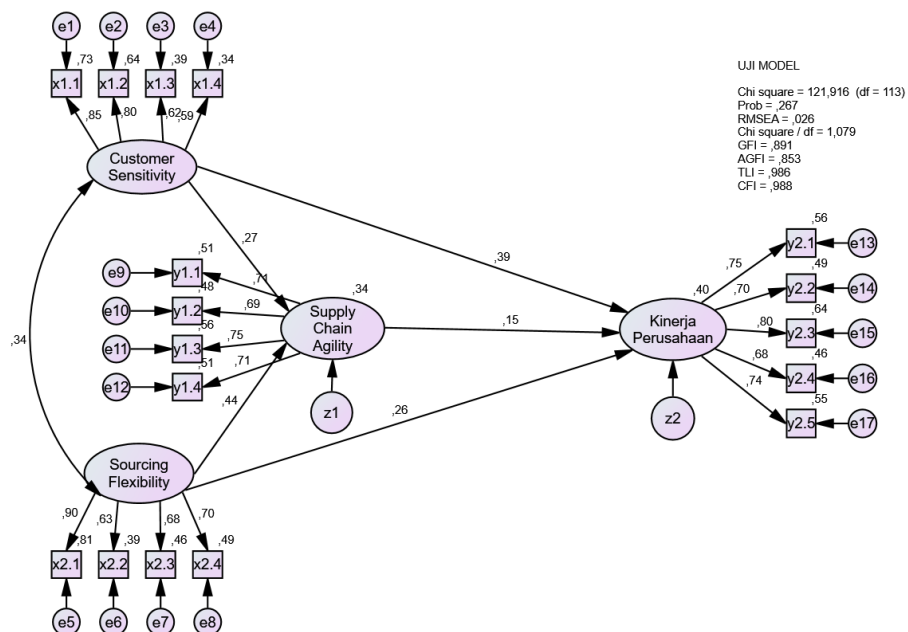 e1 e2 e3 e4
,73 ,64 ,39 ,34
x1.1 x1.2 x1.3 x1.4
,85 ,80 ,62 ,59
Customer
Sensitivity
UJI MODEL
Chi square = 121,916 (df = 113)
Prob = ,267
RMSEA = ,026
Chi square / df = 1,079
GFI = ,891
AGFI = ,853
TLI = ,986
CFI = ,988
,27
,39
,34
e9 y1.1 ,51 ,71
e10 y1.2 ,48 ,69
e11 y1.3 ,56 ,75
e12 y1.4 ,51 ,71
,34
Supply
Chain
Agility
z1
,15
,44
,26
,40
Kinerja
Perusahaan
z2
,75 ,56 y2.1 e13
,70 ,49 y2.2 e14
,80 ,64 y2.3 e15
,68 ,46 y2.4 e16
,74 ,55 y2.5 e17
Sourcing
Flexibility
,90 ,63 ,68 ,70
,81 ,39 ,46 ,49
x2.1 x2.2 x2.3 x2.4
e5 e6 e7 e8